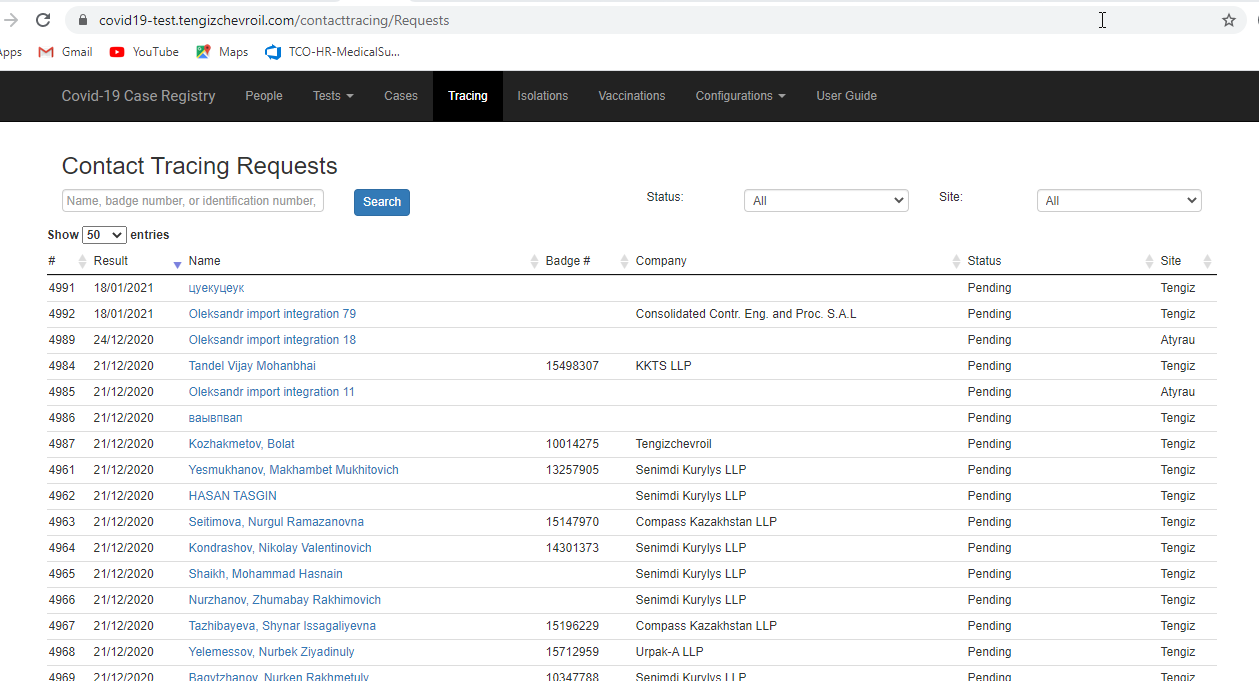 covid19-test.tengizchevroil.com/contacttracing/Requests
Apps Gmail YouTube Maps TCO-HR-MedicalSu...
Covid-19 Case Registry People Tests Cases Tracing Isolations Vaccinations Configurations User Guide
Contact Tracing Requests
Name, badge number, or identification number, Search Status: All Site: All
Show 50 entries
# Result Name Badge # Company Status Site
4991 18/01/2021 цуекуцеук Pending Tengiz
4992 18/01/2021 Oleksandr import integration 79 Consolidated Contr. Eng. and Proc. S.A.L Pending Tengiz
4989 24/12/2020 Oleksandr import integration 18 Pending Atyrau
4984 21/12/2020 Tandel Vijay Mohanbhai 15498307 KKTS LLP Pending Tengiz
4985 21/12/2020 Oleksandr import integration 11 Pending Atyrau
4986 21/12/2020 ваывпвап Pending Tengiz
4987 21/12/2020 Kozhakmetov, Bolat 10014275 Tengizchevroil Pending Tengiz
4961 21/12/2020 Yesmukhanov, Makhambet Mukhitovich 13257905 Senimdi Kurylys LLP Pending Tengiz
4962 21/12/2020 HASAN TASGIN Senimdi Kurylys LLP Pending Tengiz
4963 21/12/2020 Seitimova, Nurgul Ramazanovna 15147970 Compass Kazakhstan LLP Pending Tengiz
4964 21/12/2020 Kondrashov, Nikolay Valentinovich 14301373 Senimdi Kurylys LLP Pending Tengiz
4965 21/12/2020 Shaikh, Mohammad Hasnain Senimdi Kurylys LLP Pending Tengiz
4966 21/12/2020 Nurzhanov, Zhumabay Rakhimovich Senimdi Kurylys LLP Pending Tengiz
4967 21/12/2020 Tazhibayeva, Shynar Issagaliyevna 15196229 Compass Kazakhstan LLP Pending Tengiz
4968 21/12/2020 Yelemessov, Nurbek Ziyadinuly 15712959 Urpak-A LLP Pending Tengiz
4969 21/12/2020 Bagytzhanov, Nurken Rakhmetuly 10347788 Senimdi Kurylys LLP Pending Tengiz